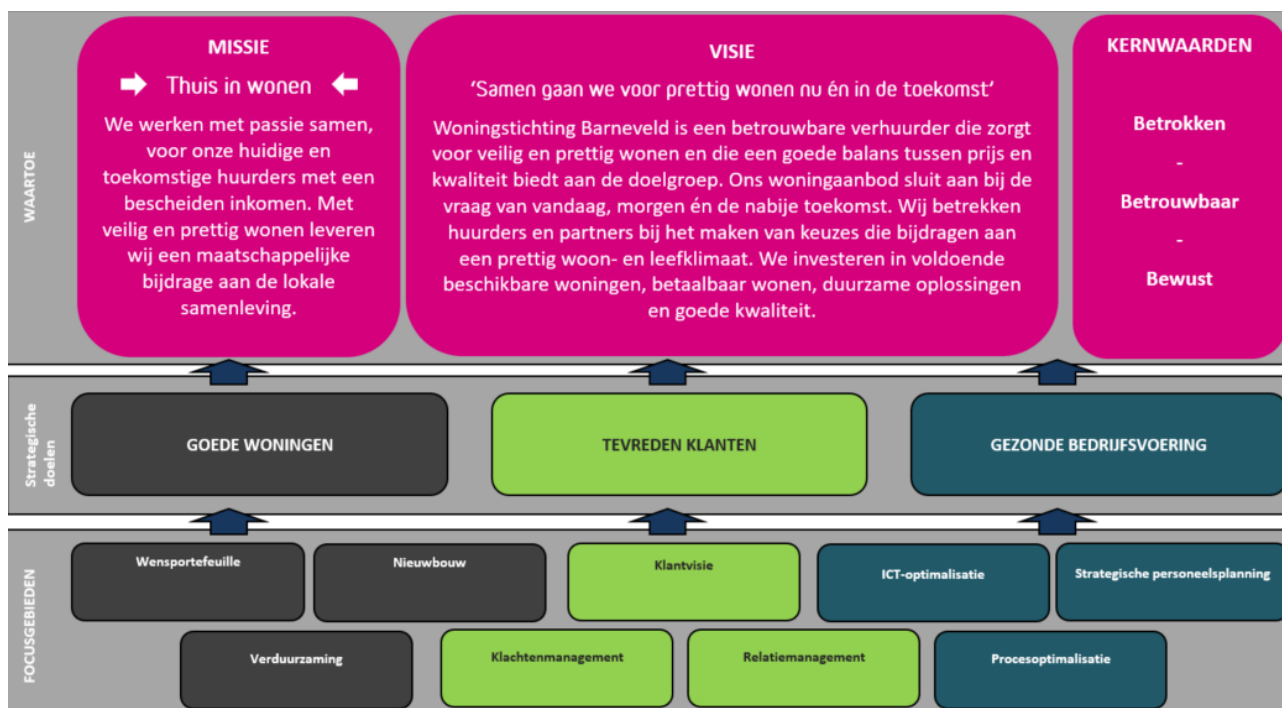 WAARTOE
MISSIE
Thuis in wonen
We werken met passie samen,
voor onze huidige en
toekomstige huurders met een
bescheiden inkomen. Met
veilig en prettig wonen leveren
wij een maatschappelijke
bijdrage aan de lokale
samenleving.
VISIE
'Samen gaan we voor prettig wonen nu én in de toekomst'
Woningstichting Barneveld is een betrouwbare verhuurder die zorgt
voor veilig en prettig wonen en die een goede balans tussen prijs en
kwaliteit biedt aan de doelgroep. Ons woningaanbod sluit aan bij de
vraag van vandaag, morgen én de nabije toekomst. Wij betrekken
huurders en partners bij het maken van keuzes die bijdragen aan
een prettig woon- en leefklimaat. We investeren in voldoende
beschikbare woningen, betaalbaar wonen, duurzame oplossingen
en goede kwaliteit.
KERNWAARDEN
Betrokken
-
Betrouwbaar
-
Bewust
Strategische
doelen
GOEDE WONINGEN
TEVREDEN KLANTEN
GEZONDE BEDRIJFSVOERING
FOCUSGEBIEDEN
Wensportefeuille
Nieuwbouw
Klantvisie
ICT-optimalisatie
Strategische personeelsplanning
Verduurzaming
Klachtenmanagement
Relatiemanagement
Procesoptimalisatie